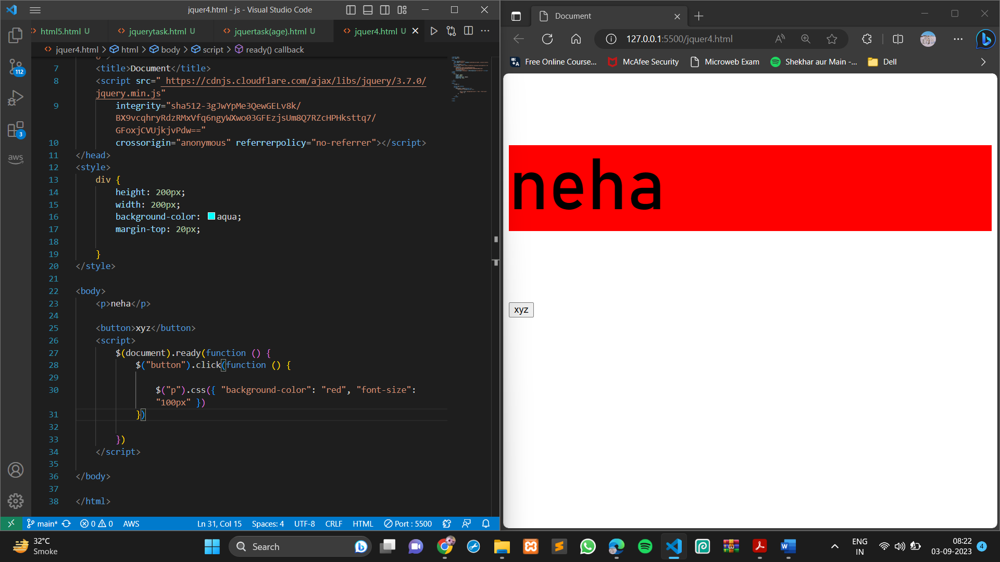 jquer4.html - js - Visual Studio Code
html5.html U
jquerytask.html U
jquertask(age).html U
jquer4.html U
jquer4.html > html > body > script > ready() callback
7 <title>Document</title>
8 <script src=" https://cdnjs.cloudflare.com/ajax/libs/jquery/3.7.0/
jquery.min.js"
9 integrity="sha512-3gJwYpMe3QewGELv8k/
BX9vcqhryRdzRMxVfq6ngyWXwo03GFEzjsUm8Q7RZcHPHksttq7/
GFoxjCVUjkjvPdw=="
10 crossorigin="anonymous" referrerpolicy="no-referrer"></script>
11 </head>
12 <style>
13 div {
14 height: 200px;
15 width: 200px;
16 background-color: aqua;
17 margin-top: 20px;
18
19 }
20 </style>
21
22 <body>
23 <p>neha</p>
24
25 <button>xyz</button>
26 <script>
27 $(document).ready(function () {
28 $("button").click(function () {
29
30 $("p").css({ "background-color": "red", "font-size":
"100px" })
31 })
32
33 })
34 </script>
35
36 </body>
37
38 </html>
112
3
aws
main* 0 0 AWS
Ln 31, Col 15 Spaces: 4 UTF-8 CRLF HTML Port : 5500
Document
127.0.0.1:5500/jquer4.html
Free Online Course... McAfee Security Microweb Exam Shekhar aur Main -... Dell
neha
xyz
32°C
Smoke
Search
ENG
IN
08:22
03-09-2023
4